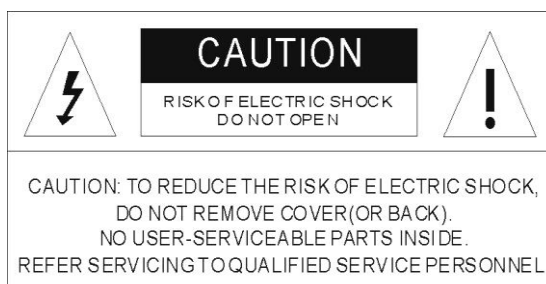 CAUTION
RISK OF ELECTRIC SHOCK
DO NOT OPEN
!
CAUTION: TO REDUCE THE RISK OF ELECTRIC SHOCK,
DO NOT REMOVE COVER(OR BACK).
NO USER-SERVICEABLE PARTS INSIDE.
REFER SERVICING TO QUALIFIED SERVICE PERSONNEL